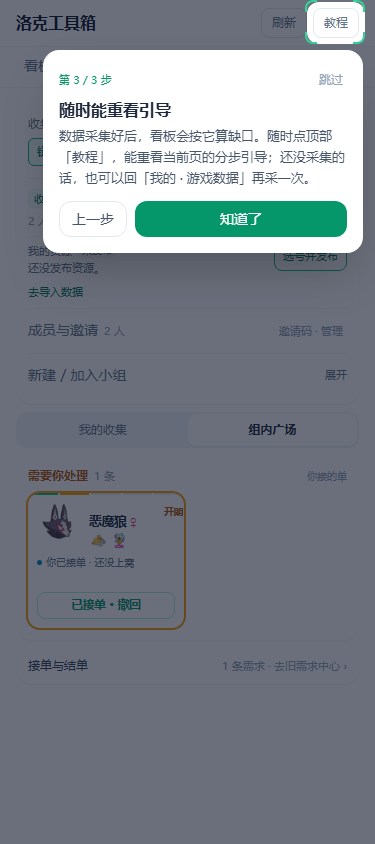 洛克工具箱
刷新
教程
看
第 3 / 3 步
跳过
随时能重看引导
数据采集好后，看板会按它算缺口。随时点顶部
「教程」，能重看当前页的分步引导；还没采集的
话，也可以回「我的 · 游戏数据」再采一次。
上一步
知道了
选号并发布
还没发布资源。
去导入数据
成员与邀请 2 人
邀请码 · 管理
新建 / 加入小组
展开
我的收集
组内广场
需要你处理 1 条
你接的单
恶魔狼♀
开朗
你已接单 · 还没上窝
已接单 · 撤回
接单与结单
1 条需求 · 去旧需求中心 ›